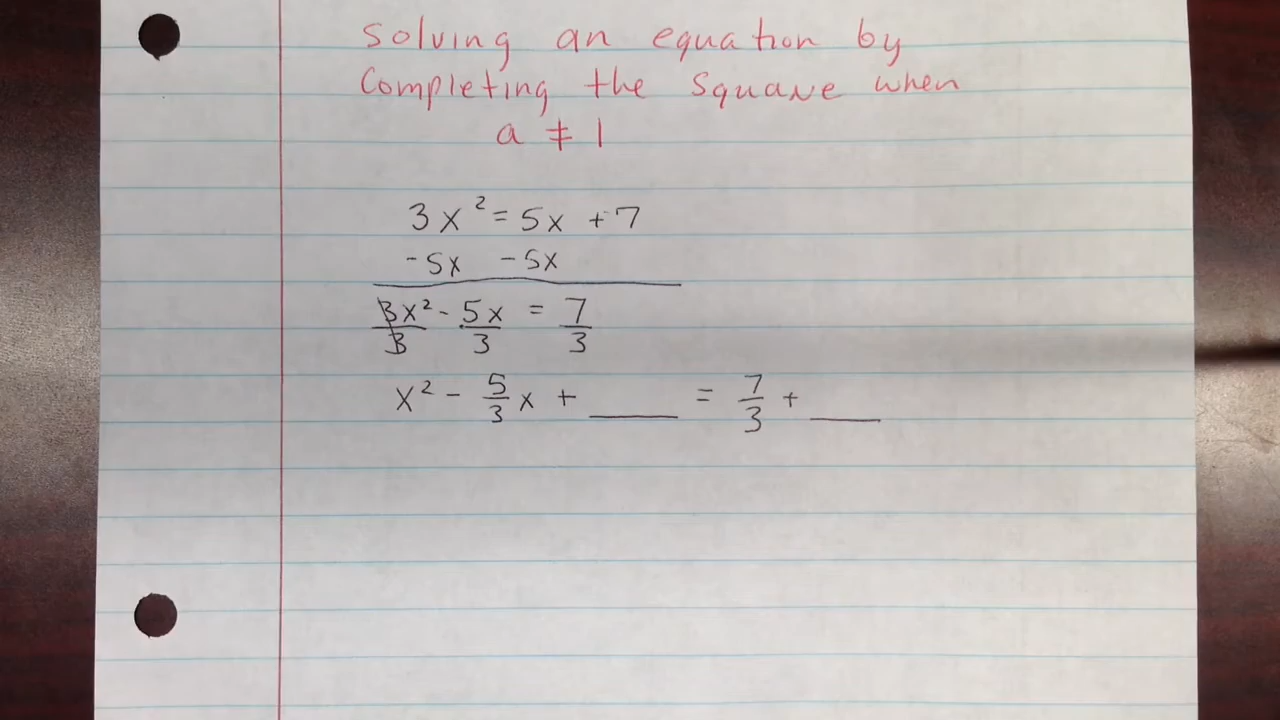 Solving an equation by
Completing the Square when
a ≠ 1
3x² = 5x + 7
-5x -5x
3x²/3 - 5x/3 = 7/3
x² - 5/3 x + ____ = 7/3 + ____